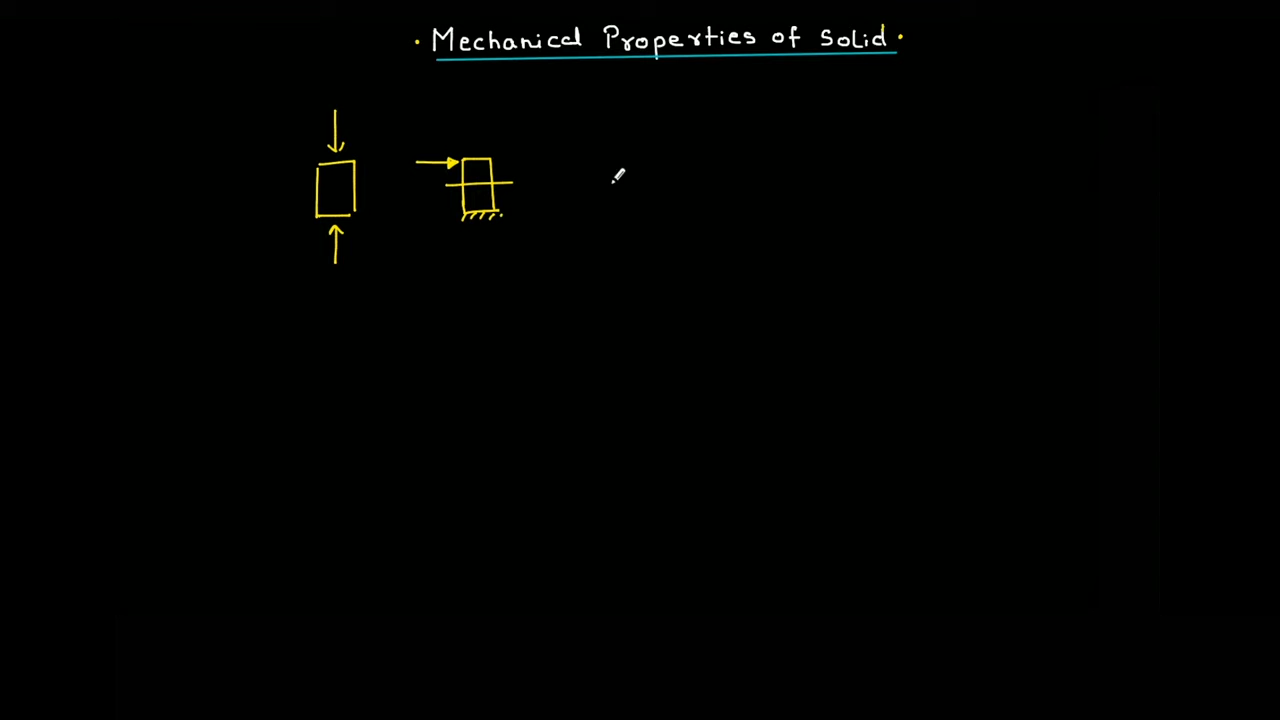 . Mechanical Properties of Solid .